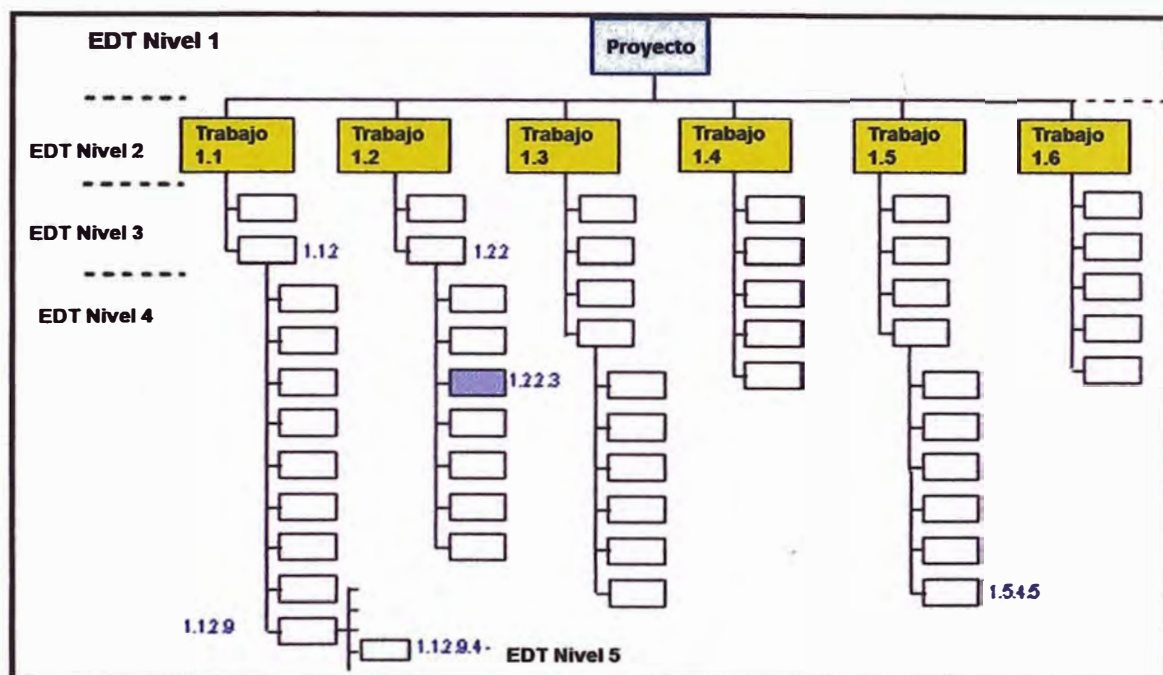 EDT Nivel 1
Proyecto
EDT Nivel 2
Trabajo
1.1
Trabajo
1.2
Trabajo
1.3
Trabajo
1.4
Trabajo
1.5
Trabajo
1.6
EDT Nivel 3
1.1.2
1.2.2
EDT Nivel 4
1.2.2.3
1.5.4.5
1.1.2.9
1.1.2.9.4 -
EDT Nivel 5